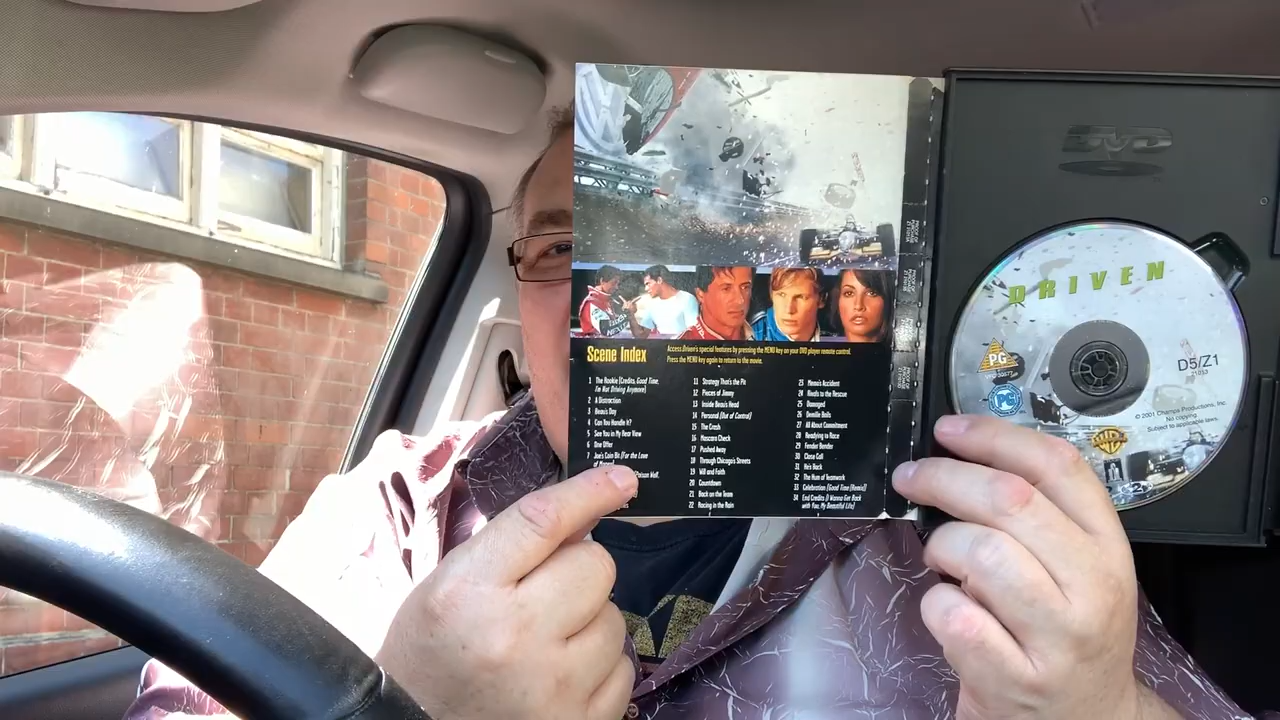 DVD
DRIVEN
PG
PG
D5/Z1
21053
© 2001 Champs Productions, Inc
No copying
Subject to applicable laws.
WB
Scene Index
Access Driven's special features by pressing the MENU key on your DVD player remote control.
Press the MENU key again to return to the movie.
1 The Rookie (Credits, Good Time,
I'm Not Driving Anymore)
2 A Distraction
3 Beau's Day
4 Can You Handle It?
5 See You in My Rear View
6 One Offer
7 Joe's Coin Bit (For the Love
of
11 Strategy That's the Pit
12 Pieces of Jimmy
13 Inside Beau's Head
14 Personal (Out of Control)
15 The Crash
16 Mascara Check
17 Pushed Away
18 Through Chicago's Streets
19 Will and Faith
20 Countdown
21 Back on the Team
22 Racing in the Rain
23 Memo's Accident
24 Rivals to the Rescue
25 Damaged
26 Demille Balls
27 All About Commitment
28 Readying to Race
29 Fender Bender
30 Close Call
31 He's Back
32 The Hum of Teamwork
33 Celebration (Good Time (Remix))
34 End Credits (I Wanna Get Back
with You, My Beautiful Life)